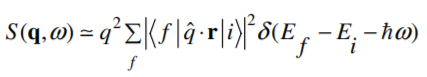 S(q,ω) ≃ q² ∑_f |⟨f|q̂·r|i⟩|² δ(E_f − E_i − ħω)